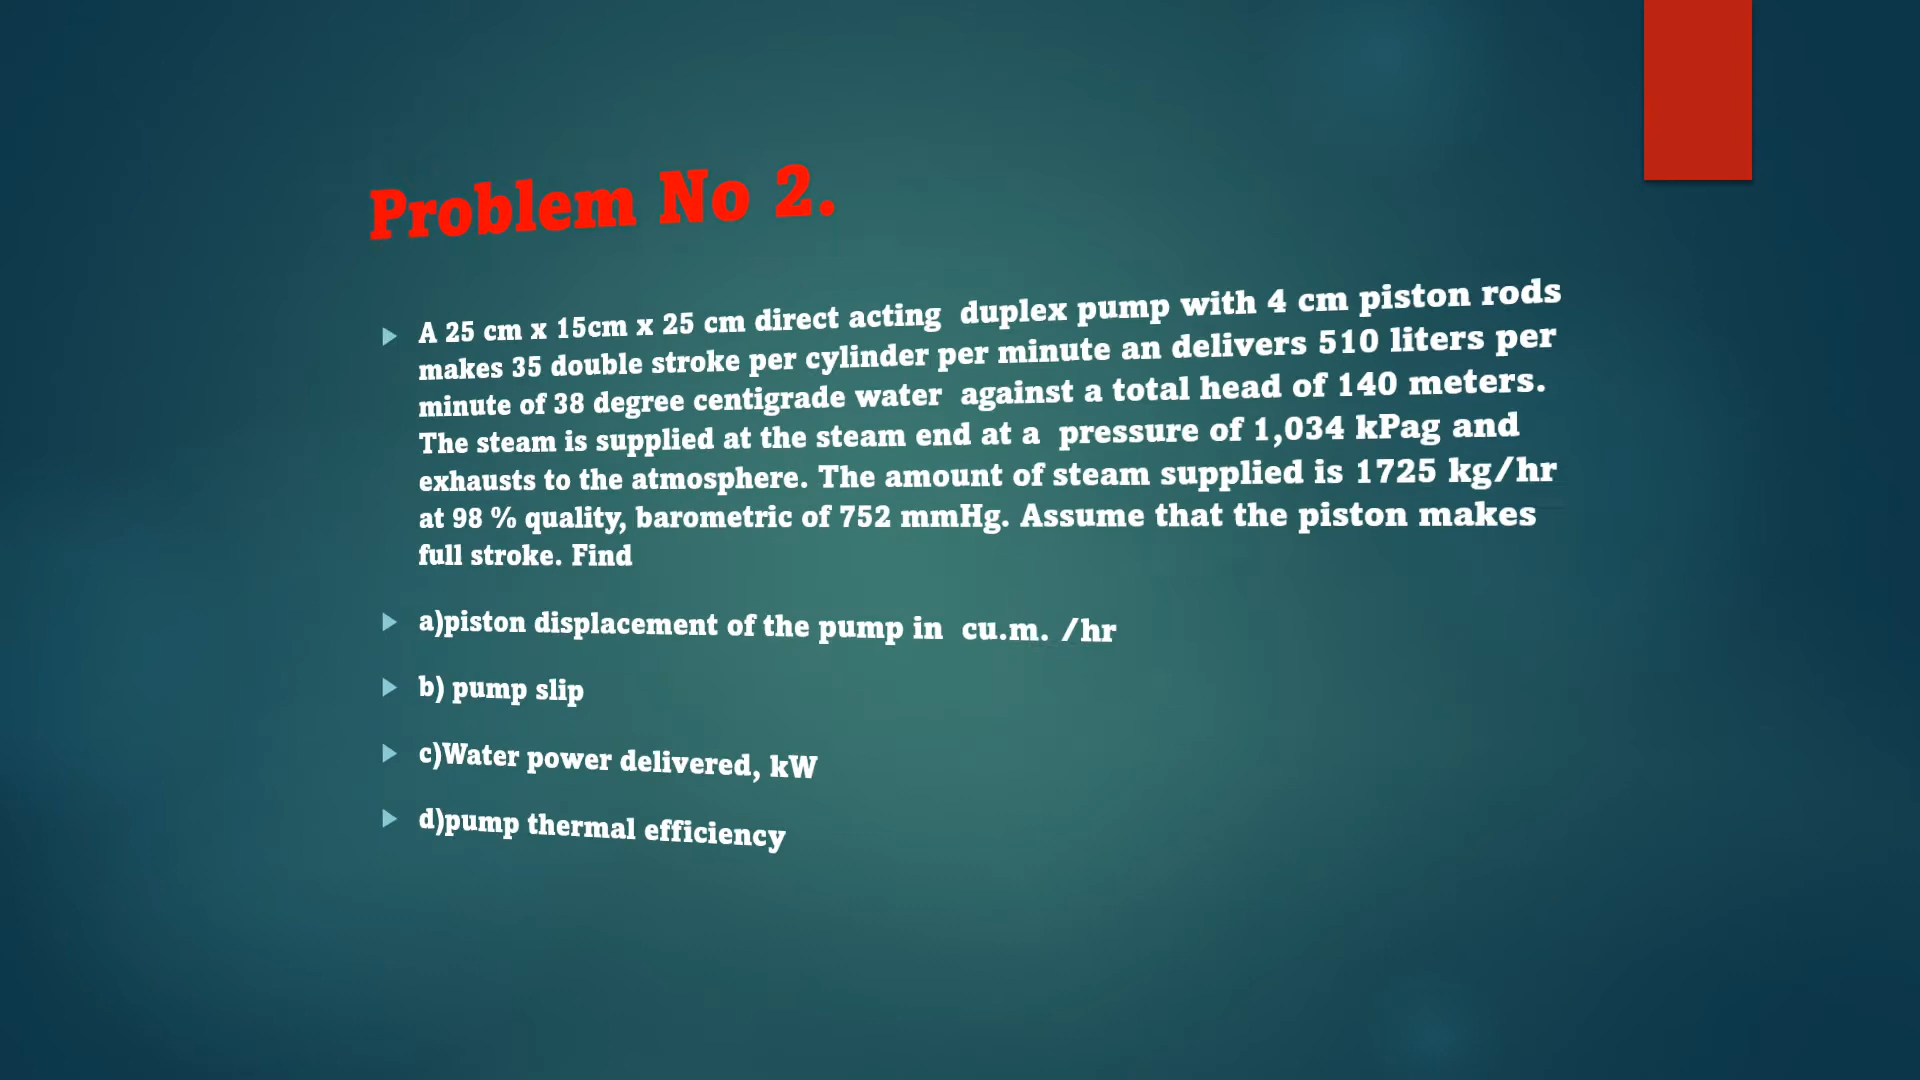 Problem No 2.
A 25 cm x 15cm x 25 cm direct acting duplex pump with 4 cm piston rods
makes 35 double stroke per cylinder per minute an delivers 510 liters per
minute of 38 degree centigrade water against a total head of 140 meters.
The steam is supplied at the steam end at a pressure of 1,034 kPag and
exhausts to the atmosphere. The amount of steam supplied is 1725 kg/hr
at 98 % quality, barometric of 752 mmHg. Assume that the piston makes
full stroke. Find
a)piston displacement of the pump in cu.m. /hr
b) pump slip
c)Water power delivered, kW
d)pump thermal efficiency